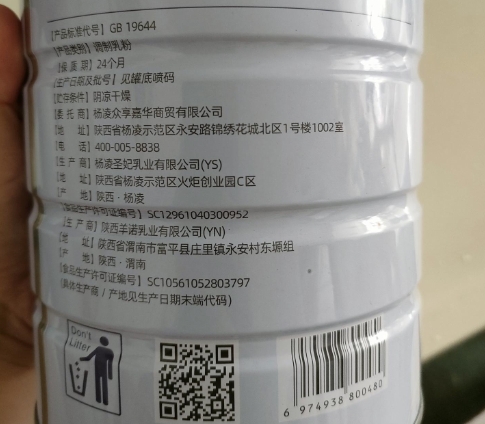 【产品标准代号】GB 19644
【产品类别】调制乳粉
【保 质 期】24个月
【生产日期及批号】见罐底喷码
【贮存条件】阴凉干燥
【委 托 商】杨凌众享嘉华商贸有限公司
【地 址】陕西省杨凌示范区永安路锦绣花城北区1号楼1002室
【电 话】400-005-8838
【生 产 商】杨凌圣妃乳业有限公司(YS)
【地 址】陕西省杨凌示范区火炬创业园C区
【产 地】陕西·杨凌
【食品生产许可证编号】SC12961040300952
【生 产 商】陕西羊诺乳业有限公司(YN)
【地 址】陕西省渭南市富平县庄里镇永安村东塬组
【产 地】陕西·渭南
【食品生产许可证编号】SC10561052803797
(具体生产商/产地见生产日期末端代码)
Don't
Litter
6 974938 800480